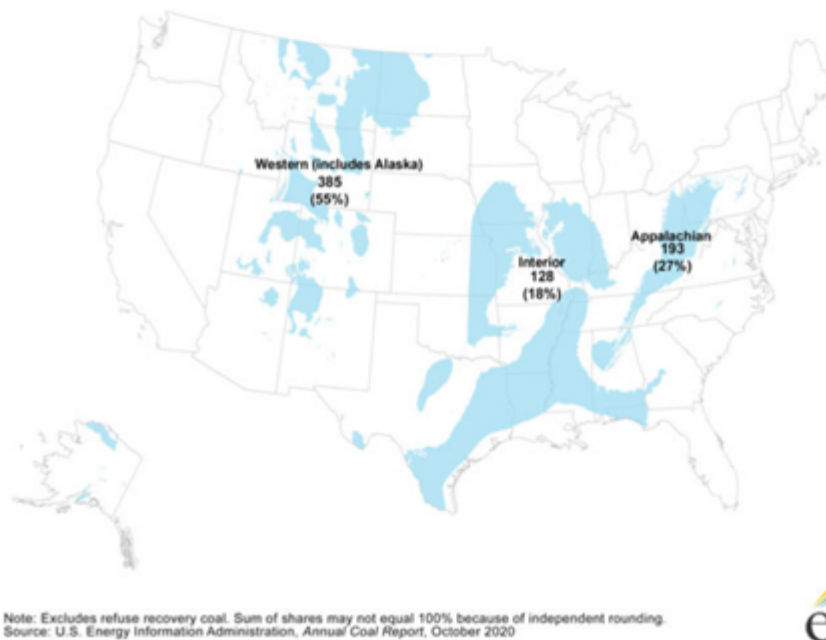 Western (includes Alaska)
385
(55%)
Appalachian
193
(27%)
Interior
128
(18%)
Note: Excludes refuse recovery coal. Sum of shares may not equal 100% because of independent rounding.
Source: U.S. Energy Information Administration, Annual Coal Report, October 2020
e